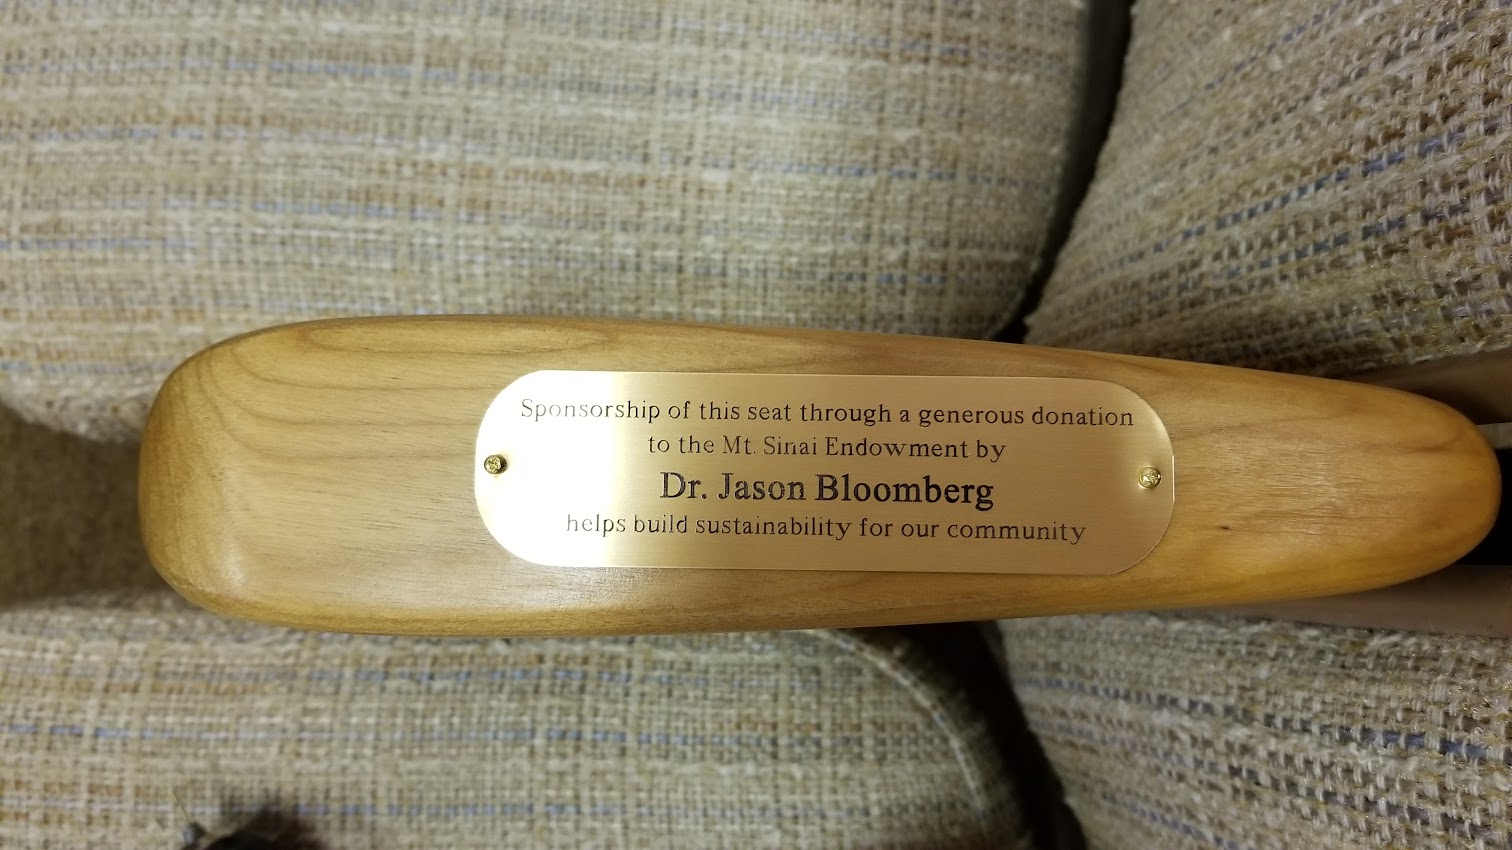 Sponsorship of this seat through a generous donation
to the Mt. Sinai Endowment by
Dr. Jason Bloomberg
helps build sustainability for our community